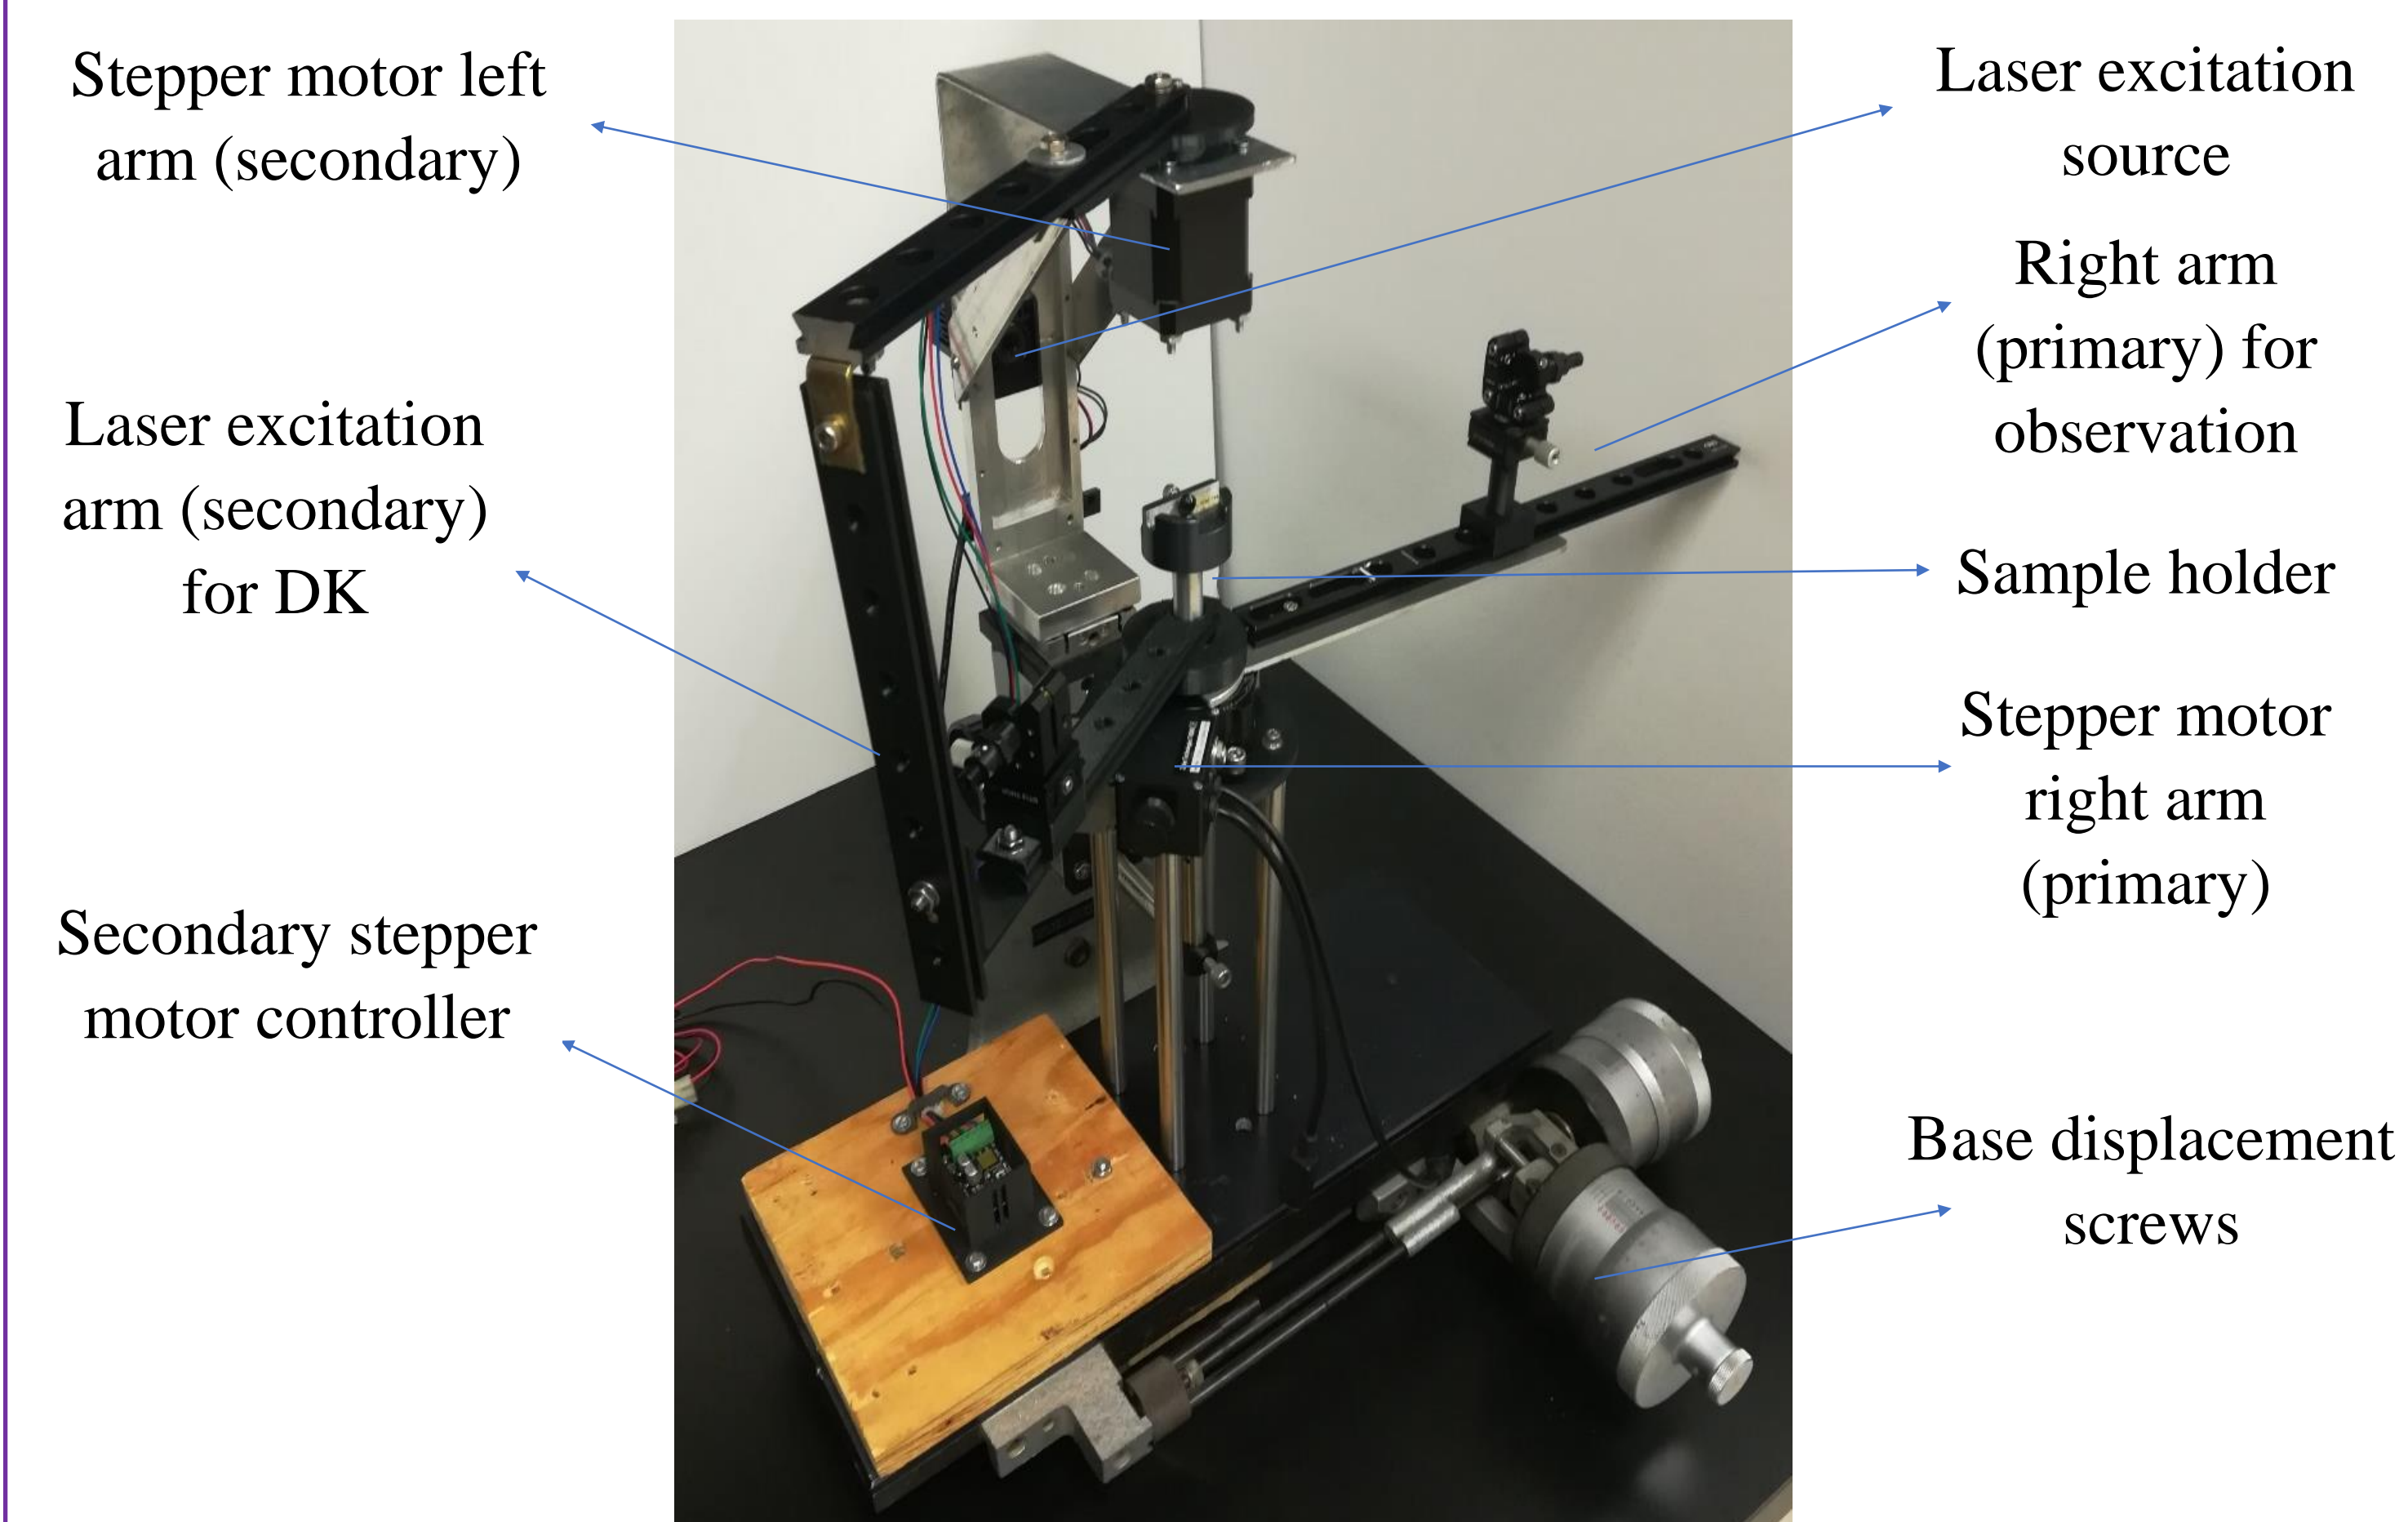 Stepper motor left
arm (secondary)
Laser excitation
arm (secondary)
for DK
Secondary stepper
motor controller
Laser excitation
source
Right arm
(primary) for
observation
Sample holder
Stepper motor
right arm
(primary)
Base displacement
screws